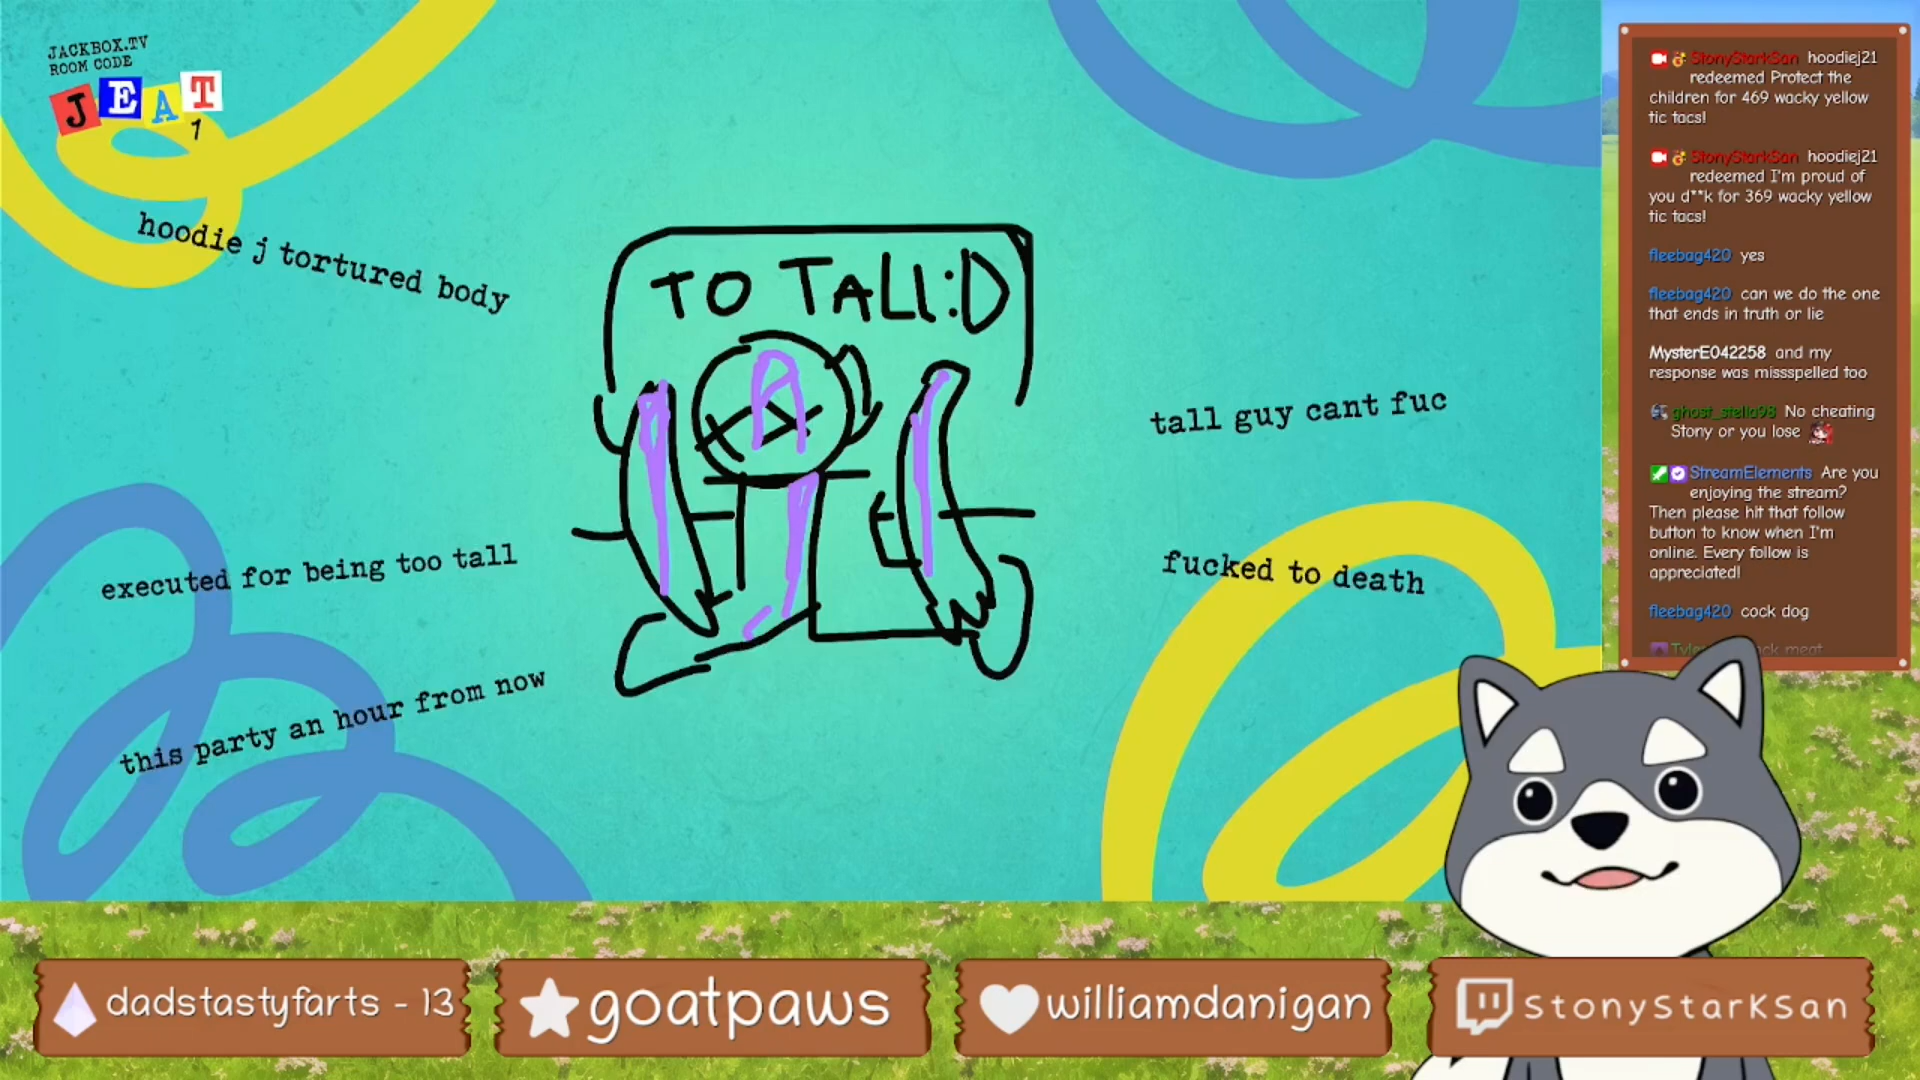 JACKBOX.TV
ROOM CODE
JEAT
1
hoodie j tortured body
TO TALL:D
tall guy cant fuc
executed for being too tall
fucked to death
this party an hour from now
StonyStarkSan hoodiej21
redeemed Protect the
children for 469 wacky yellow
tic tacs!
StonyStarkSan hoodiej21
redeemed I'm proud of
you d**k for 369 wacky yellow
tic tacs!
fleebag420 yes
fleebag420 can we do the one
that ends in truth or lie
MysterE042258 and my
response was missspelled too
ghost_stella98 No cheating
Stony or you lose
StreamElements Are you
enjoying the stream?
Then please hit that follow
button to know when I'm
online. Every follow is
appreciated!
fleebag420 cock dog
meat
dadstastyfarts - 13
goatpaws
williamdanigan
StonyStarKSan